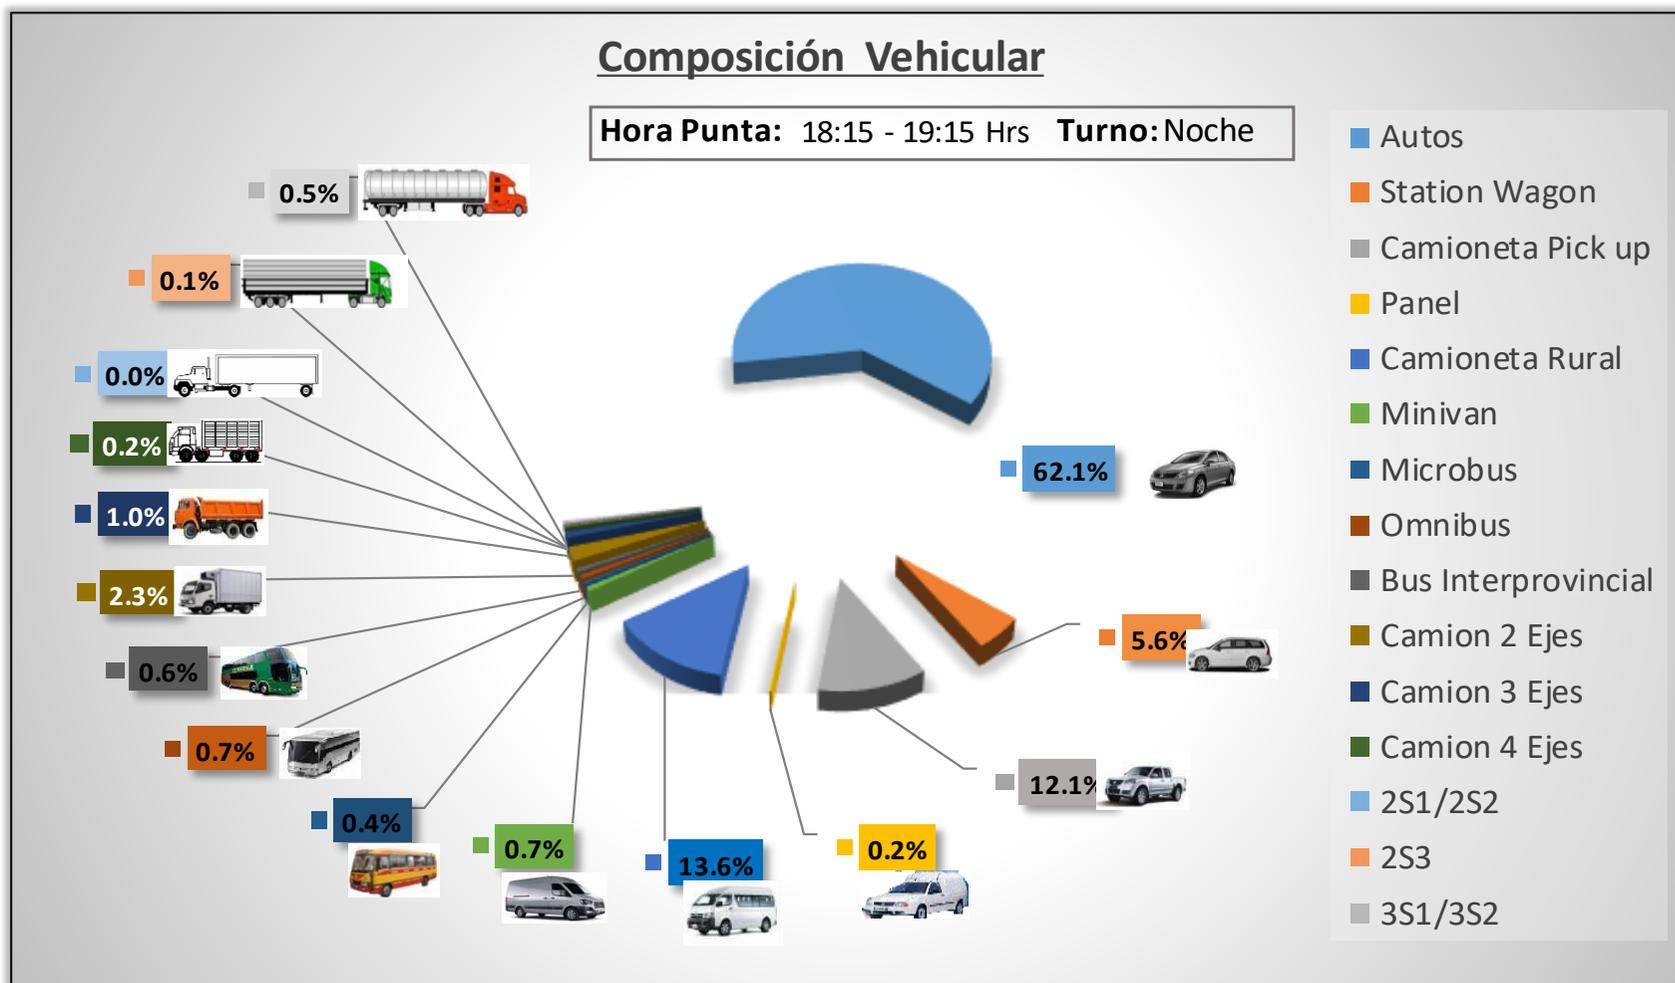 Composición Vehicular
Hora Punta: 18:15 - 19:15 Hrs Turno: Noche
0.5%
0.1%
0.0%
0.2%
1.0%
2.3%
0.6%
0.7%
0.4%
0.7%
13.6%
0.2%
12.1%
5.6%
62.1%
Autos
Station Wagon
Camioneta Pick up
Panel
Camioneta Rural
Minivan
Microbus
Omnibus
Bus Interprovincial
Camion 2 Ejes
Camion 3 Ejes
Camion 4 Ejes
2S1/2S2
2S3
3S1/3S2